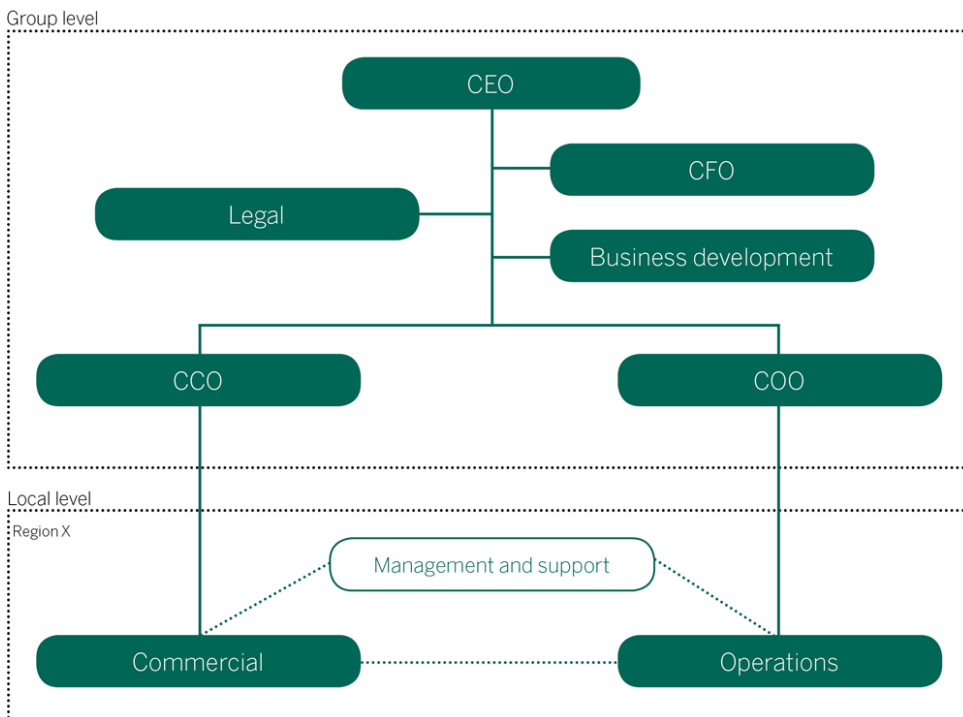 Group level
CEO
CFO
Legal
Business development
CCO
COO
Local level
Region X
Management and support
Commercial
Operations